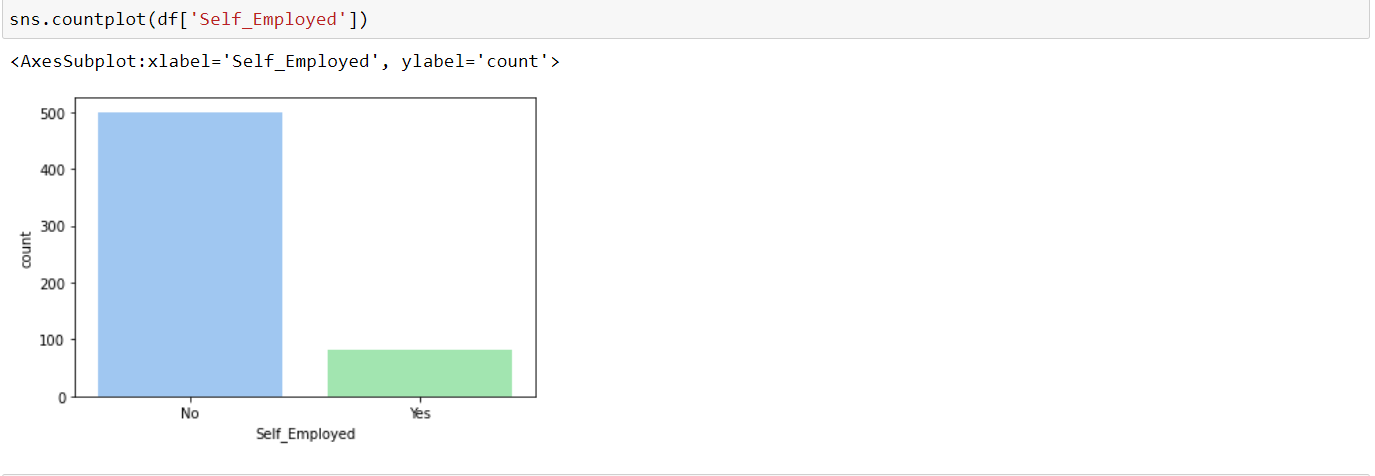 sns.countplot(df['Self_Employed'])
<AxesSubplot:xlabel='Self_Employed', ylabel='count'>
500
400
300
200
100
0
count
No Yes
Self_Employed